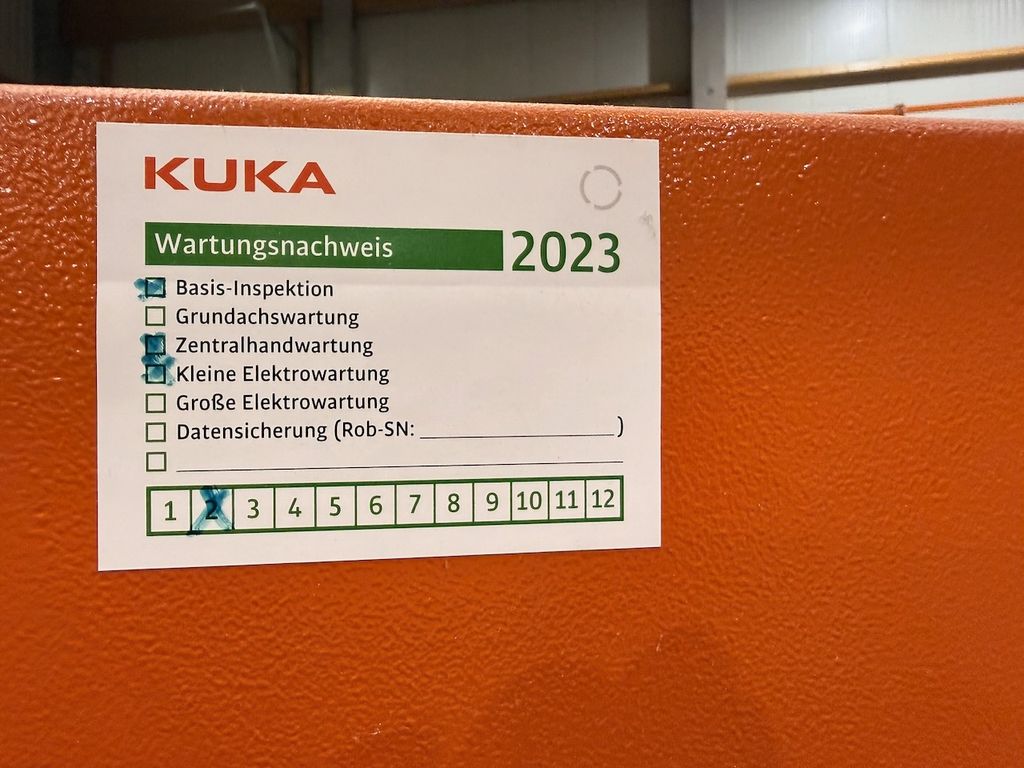 KUKA
Wartungsnachweis 2023
Basis-Inspektion
Grundachswartung
Zentralhandwartung
Kleine Elektrowartung
Große Elektrowartung
Datensicherung (Rob-SN: ____________________)
1 2 3 4 5 6 7 8 9 10 11 12